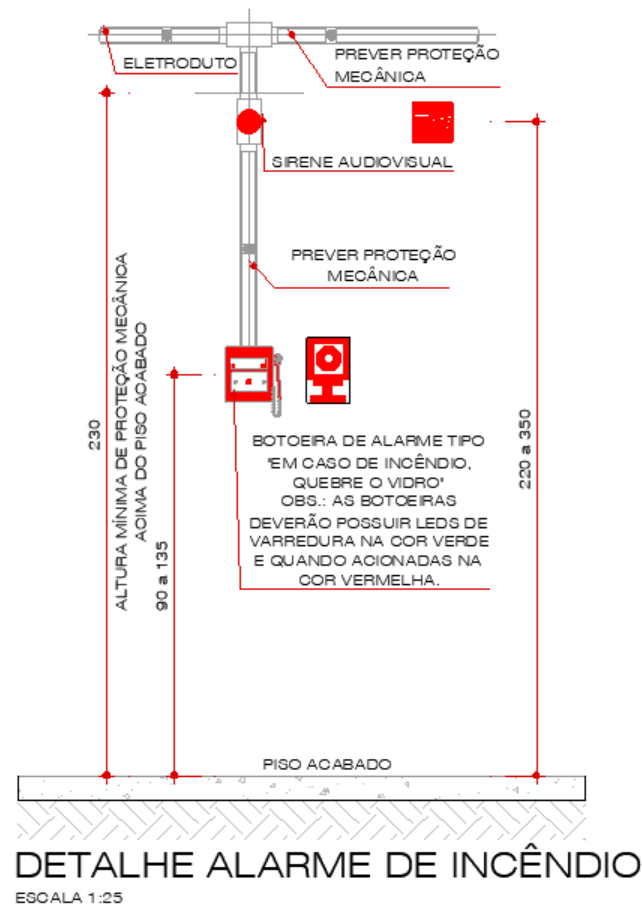 ELETRODUTO
PREVER PROTEÇÃO
MECÂNICA
SIRENE AUDIOVISUAL
PREVER PROTEÇÃO
MECÂNICA
230
ALTURA MÍNIMA DE PROTEÇÃO MECÂNICA
ACIMA DO PISO ACABADO
90 a 135
220 a 350
BOTOEIRA DE ALARME TIPO
"EM CASO DE INCÊNDIO,
QUEBRE O VIDRO"
OBS.: AS BOTOEIRAS
DEVERÃO POSSUIR LEDS DE
VARREDURA NA COR VERDE
E QUANDO ACIONADAS NA
COR VERMELHA.
PISO ACABADO
DETALHE ALARME DE INCÊNDIO
ESCALA 1:25